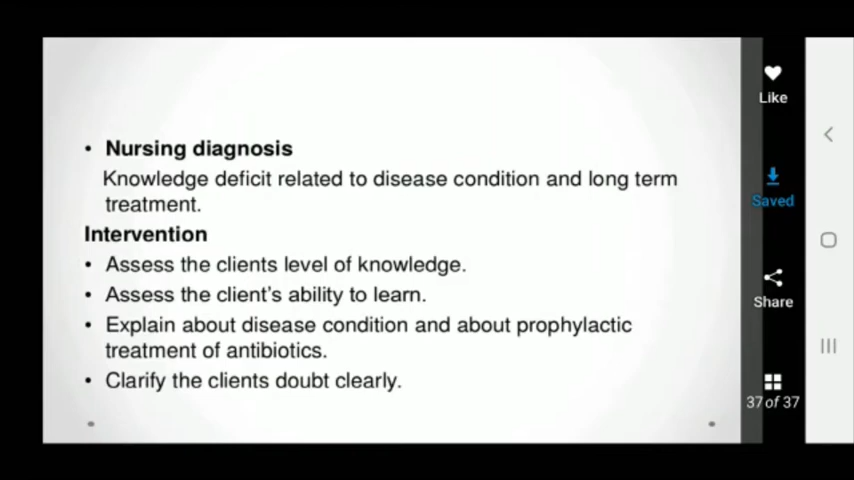 • Nursing diagnosis
Knowledge deficit related to disease condition and long term
treatment.
Intervention
• Assess the clients level of knowledge.
• Assess the client's ability to learn.
• Explain about disease condition and about prophylactic
treatment of antibiotics.
• Clarify the clients doubt clearly.
Like
Saved
Share
37 of 37